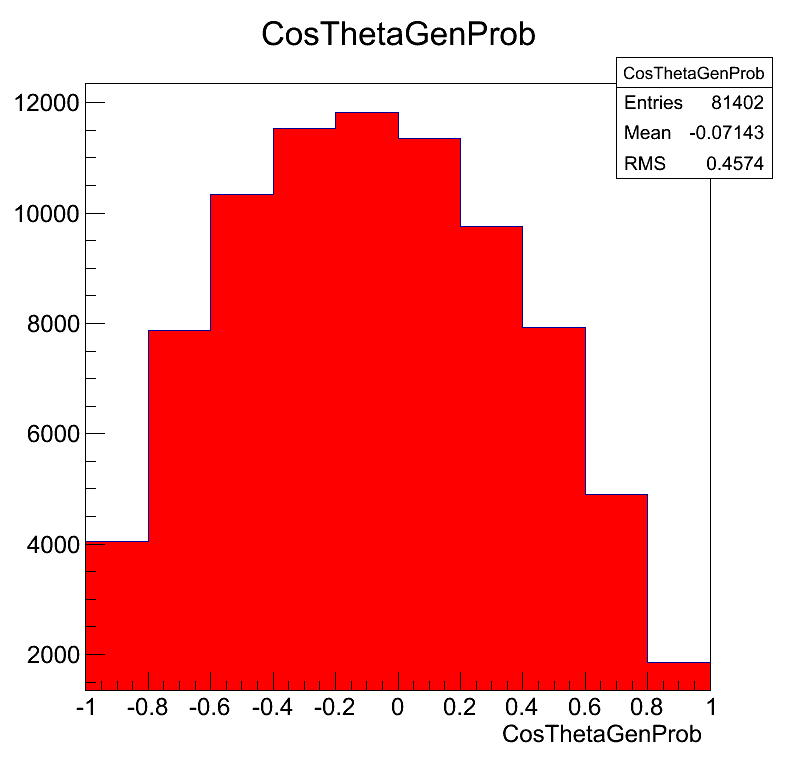 CosThetaGenProb
CosThetaGenProb
Entries 81402
Mean -0.07143
RMS 0.4574
12000
10000
8000
6000
4000
2000
-1 -0.8 -0.6 -0.4 -0.2 0 0.2 0.4 0.6 0.8 1
CosThetaGenProb